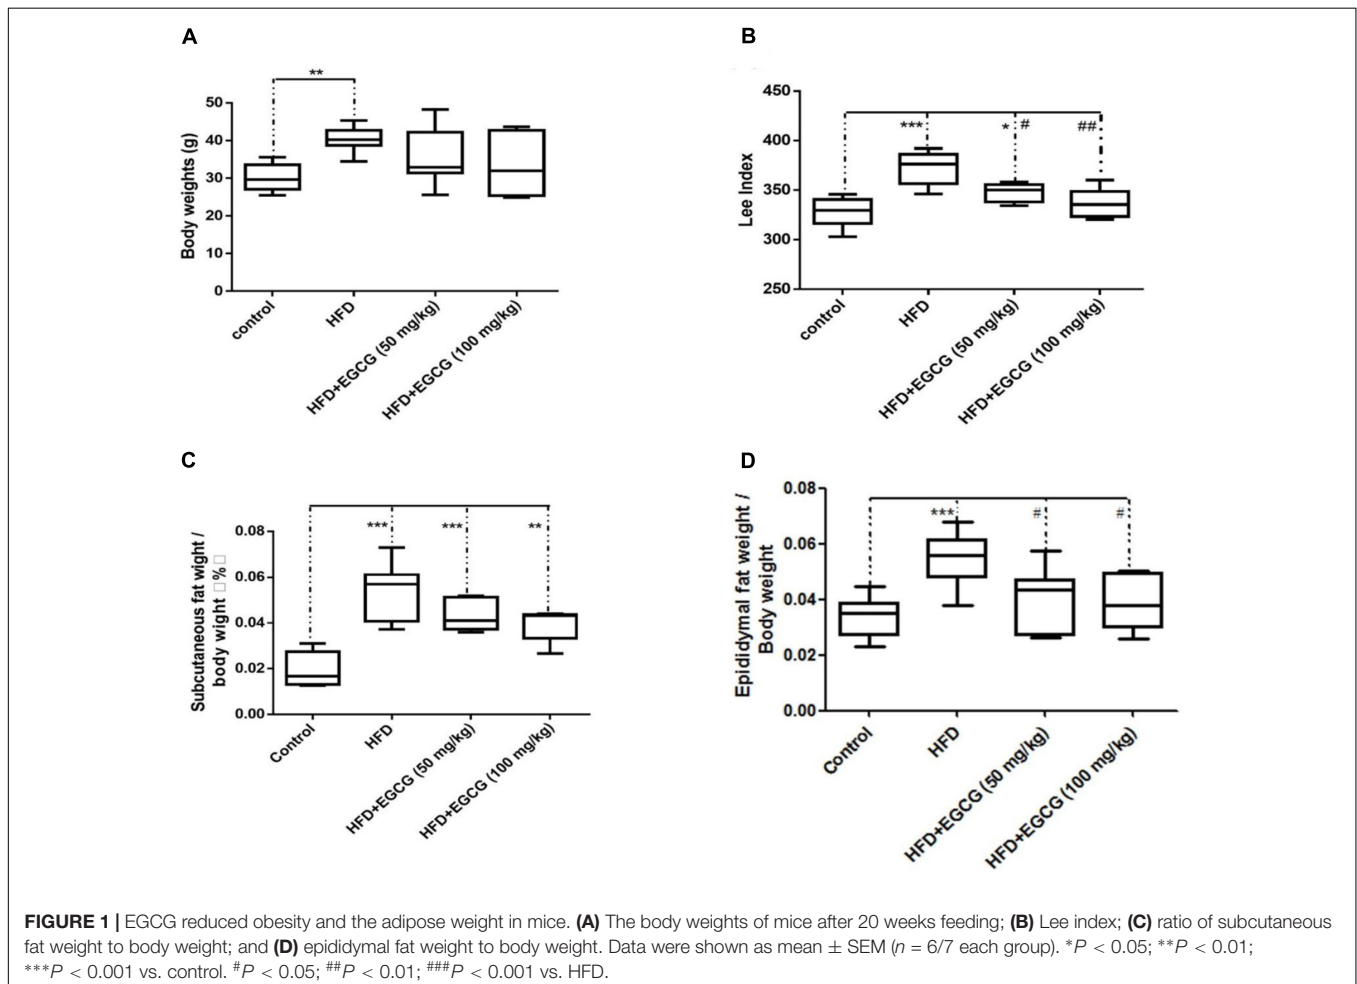 A
**
50
40
30
20
10
0
Body weights (g)
control
HFD
HFD+EGCG (50 mg/kg)
HFD+EGCG (100 mg/kg)
B
450
400
350
300
250
Lee Index
***
*
#
##
control
HFD
HFD+EGCG (50 mg/kg)
HFD+EGCG (100 mg/kg)
C
0.08
0.06
0.04
0.02
0.00
Subcutaneous fat wight /
body wight □%□
***
***
**
Control
HFD
HFD+EGCG (50 mg/kg)
HFD+EGCG (100 mg/kg)
D
0.08
0.06
0.04
0.02
0.00
Epididymal fat weight /
Body weight
***
#
#
Control
HFD
HFD+EGCG (50 mg/kg)
HFD+EGCG (100 mg/kg)
FIGURE 1 | EGCG reduced obesity and the adipose weight in mice. (A) The body weights of mice after 20 weeks feeding; (B) Lee index; (C) ratio of subcutaneous
fat weight to body weight; and (D) epididymal fat weight to body weight. Data were shown as mean ± SEM (n = 6/7 each group). *P < 0.05; **P < 0.01;
***P < 0.001 vs. control. #P < 0.05; ##P < 0.01; ###P < 0.001 vs. HFD.